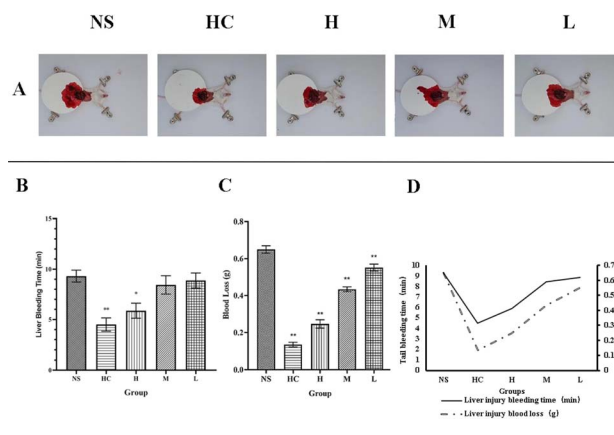 NS HC H M L
A
B
Liver Bleeding Time (min)
15
10
5
0
**
*
NS HC H M L
Group
C
Blood Loss (g)
0.8
0.6
0.4
0.2
0.0
**
**
**
**
NS HC H M L
Group
D
Tail bleeding time (min)
10
9
8
7
6
5
4
3
2
1
0
0.7
0.6
0.5
0.4
0.3
0.2
0.1
0
NS HC H M L
Groups
Liver injury bleeding time (min)
Liver injury blood loss (g)